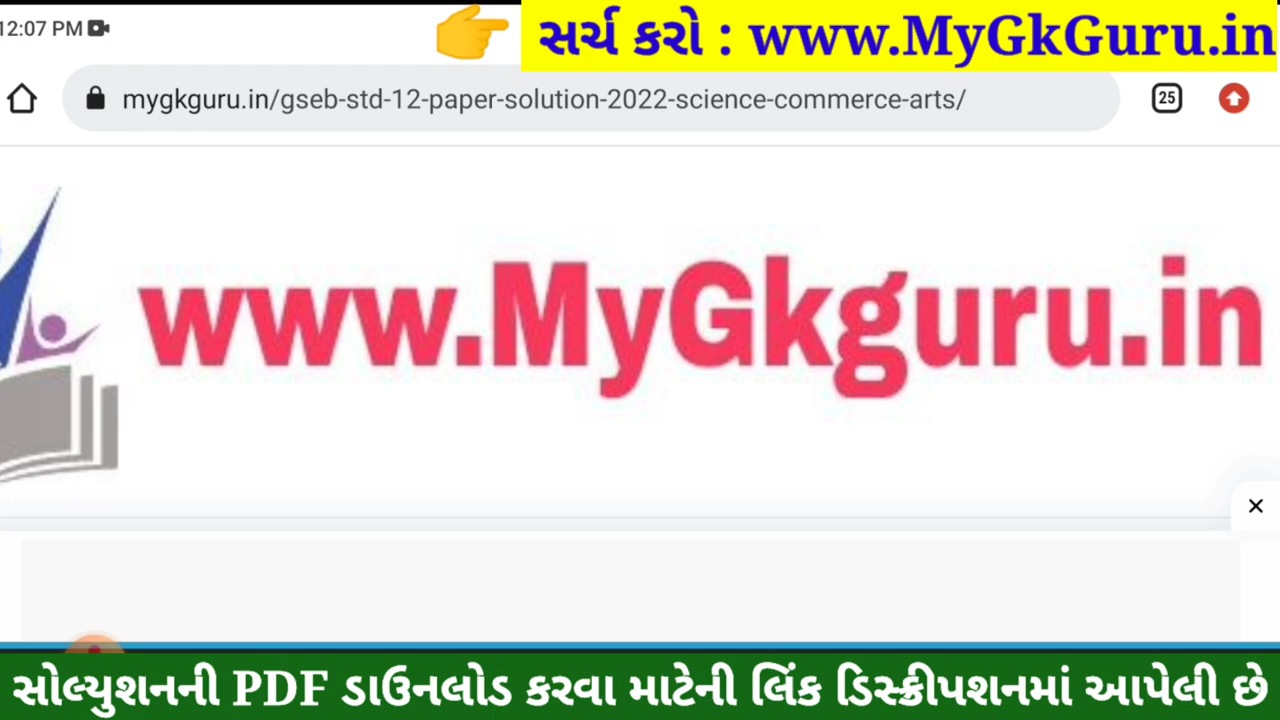 12:07 PM
👉 સર્ચ કરો : www.MyGkGuru.in
mygkguru.in/gseb-std-12-paper-solution-2022-science-commerce-arts/
25
www.MyGkguru.in
સોલ્યુશનની PDF ડાઉનલોડ કરવા માટેની લિંક ડિસ્ક્રીપશનમાં આપેલી છે